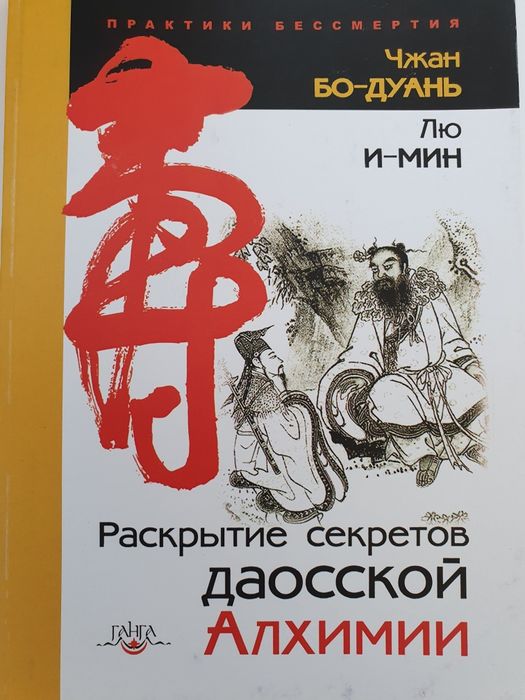 ПРАКТИКИ БЕССМЕРТИЯ
Чжан
БО-ДУАНЬ
Лю
И-МИН
Раскрытие секретов
даосской
Алхимии
ГАНГА